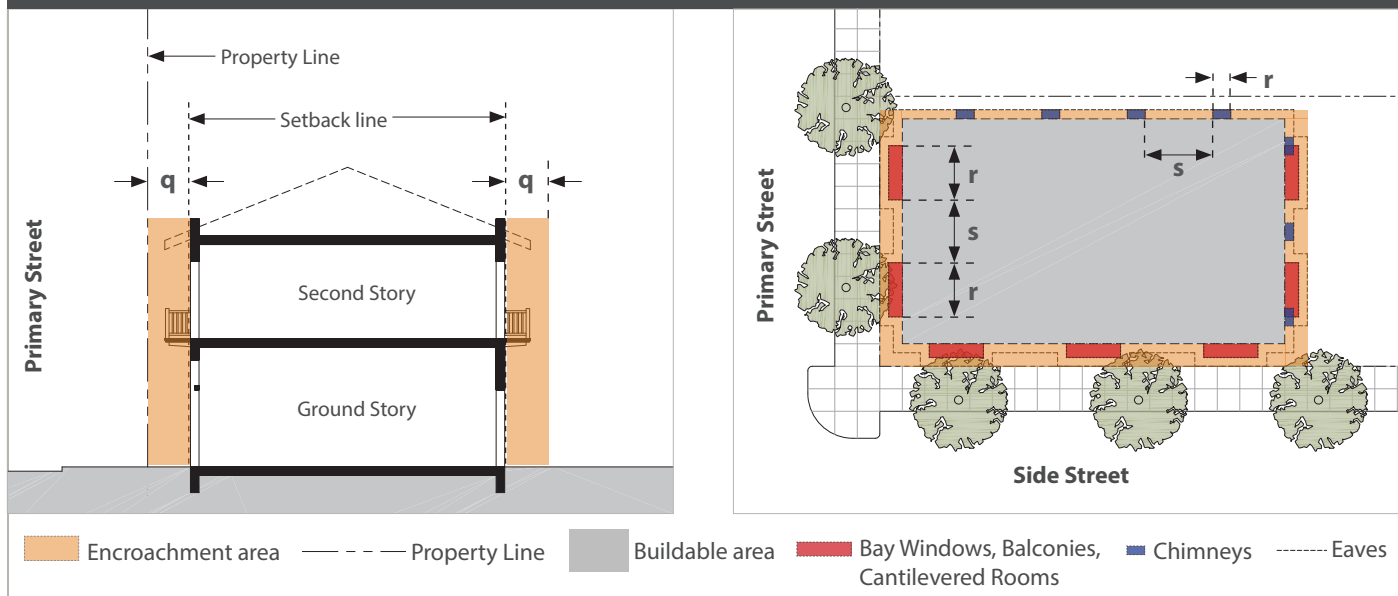 Property Line
Setback line
q
q
Second Story
Ground Story
Primary Street
r
s
r
s
r
Primary Street
Side Street
Encroachment area
Property Line
Buildable area
Bay Windows, Balconies,
Cantilevered Rooms
Chimneys
Eaves